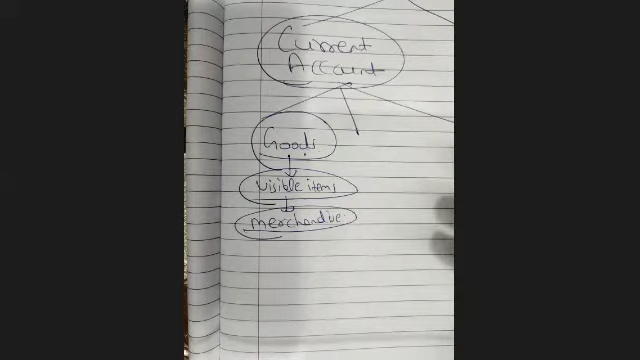 Current
Account
Goods
visible items
merchandise